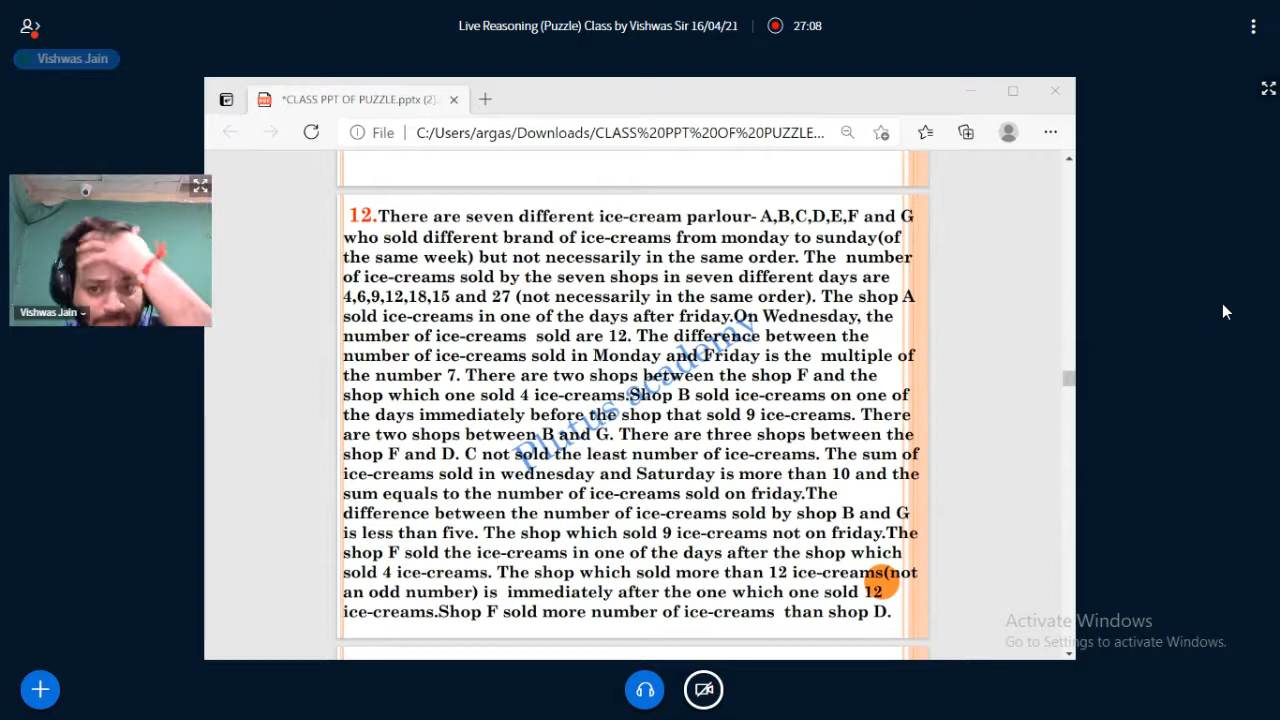 Live Reasoning (Puzzle) Class by Vishwas Sir 16/04/21
27:08
Vishwas Jain
*CLASS PPT OF PUZZLE.pptx (2)
File
C:/Users/argas/Downloads/CLASS%20PPT%20OF%20PUZZLE...
12.There are seven different ice-cream parlour- A,B,C,D,E,F and G
who sold different brand of ice-creams from monday to sunday(of
the same week) but not necessarily in the same order. The number
of ice-creams sold by the seven shops in seven different days are
4,6,9,12,18,15 and 27 (not necessarily in the same order). The shop A
sold ice-creams in one of the days after friday.On Wednesday, the
number of ice-creams sold are 12. The difference between the
number of ice-creams sold in Monday and Friday is the multiple of
the number 7. There are two shops between the shop F and the
shop which one sold 4 ice-creams.Shop B sold ice-creams on one of
the days immediately before the shop that sold 9 ice-creams. There
are two shops between B and G. There are three shops between the
shop F and D. C not sold the least number of ice-creams. The sum of
ice-creams sold in wednesday and Saturday is more than 10 and the
sum equals to the number of ice-creams sold on friday.The
difference between the number of ice-creams sold by shop B and G
is less than five. The shop which sold 9 ice-creams not on friday.The
shop F sold the ice-creams in one of the days after the shop which
sold 4 ice-creams. The shop which sold more than 12 ice-creams(not
an odd number) is immediately after the one which one sold 12
ice-creams.Shop F sold more number of ice-creams than shop D.
Plutus academy
Vishwas Jain
Activate Windows
Go to Settings to activate Windows.